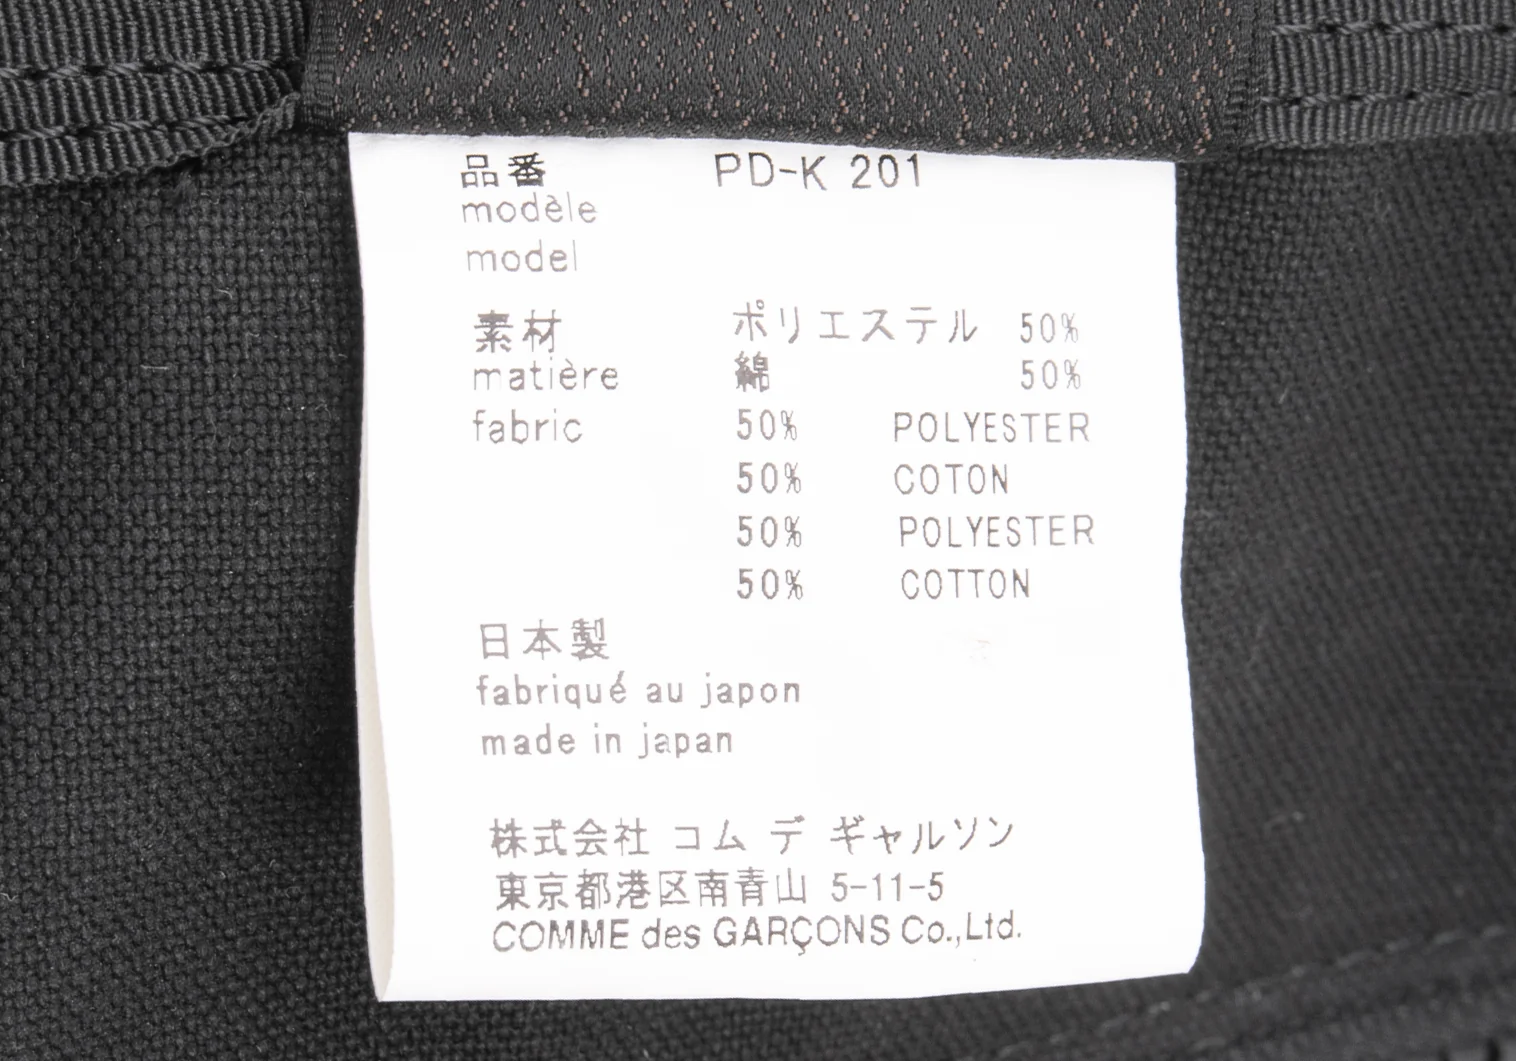 品番 PD-K 201
modèle
model
素材 ポリエステル 50%
matière 綿 50%
fabric 50% POLYESTER
50% COTON
50% POLYESTER
50% COTTON
日本製
fabriqué au japon
made in japan
株式会社 コム デ ギャルソン
東京都港区南青山 5-11-5
COMME des GARÇONS Co.,Ltd.